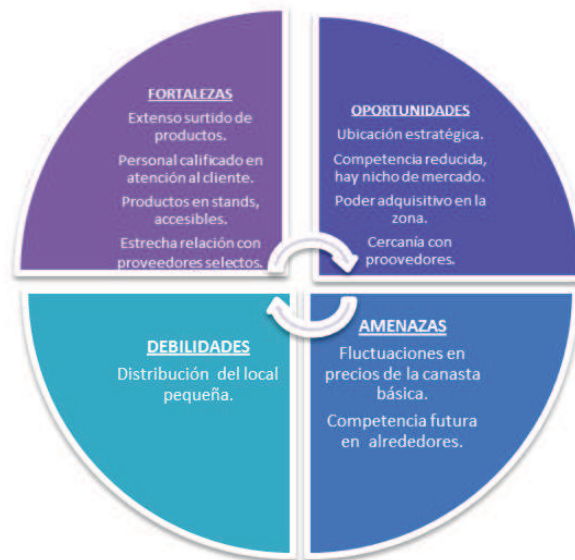 FORTALEZAS
Extenso surtido de
productos.
Personal calificado en
atención al cliente.
Productos en stands,
accesibles.
Estrecha relación con
proveedores selectos.
OPORTUNIDADES
Ubicación estratégica.
Competencia reducida,
hay nicho de mercado.
Poder adquisitivo en la
zona.
Cercanía con
proovedores.
DEBILIDADES
Distribución del local
pequeña.
AMENAZAS
Fluctuaciones en
precios de la canasta
básica.
Competencia futura
en alrededores.